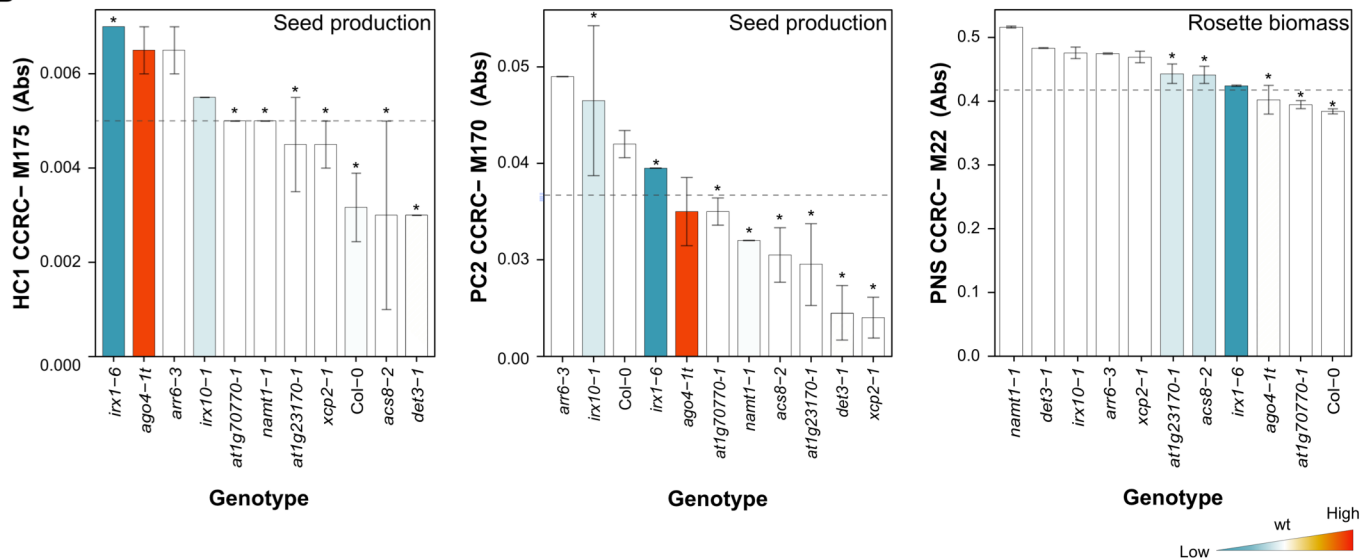 Seed production
HC1 CCRC− M175 (Abs)
0.006
0.004
0.002
0.000
* * * * * * * *
irx1−6
ago4−1t
arr6−3
irx10−1
at1g70770−1
namt1−1
at1g23170−1
xcp2−1
Col−0
acs8−2
det3−1
Genotype
Seed production
PC2 CCRC− M170 (Abs)
0.05
0.04
0.03
0.00
* * * * * * * *
arr6−3
irx10−1
Col−0
irx1−6
ago4−1t
at1g70770−1
namt1−1
acs8−2
at1g23170−1
det3−1
xcp2−1
Genotype
Rosette biomass
PNS CCRC− M22 (Abs)
0.5
0.4
0.3
0.2
0.1
0.0
* * * * *
namt1−1
det3−1
irx10−1
arr6−3
xcp2−1
at1g23170−1
acs8−2
irx1−6
ago4−1t
at1g70770−1
Col−0
Genotype
Low
wt
High